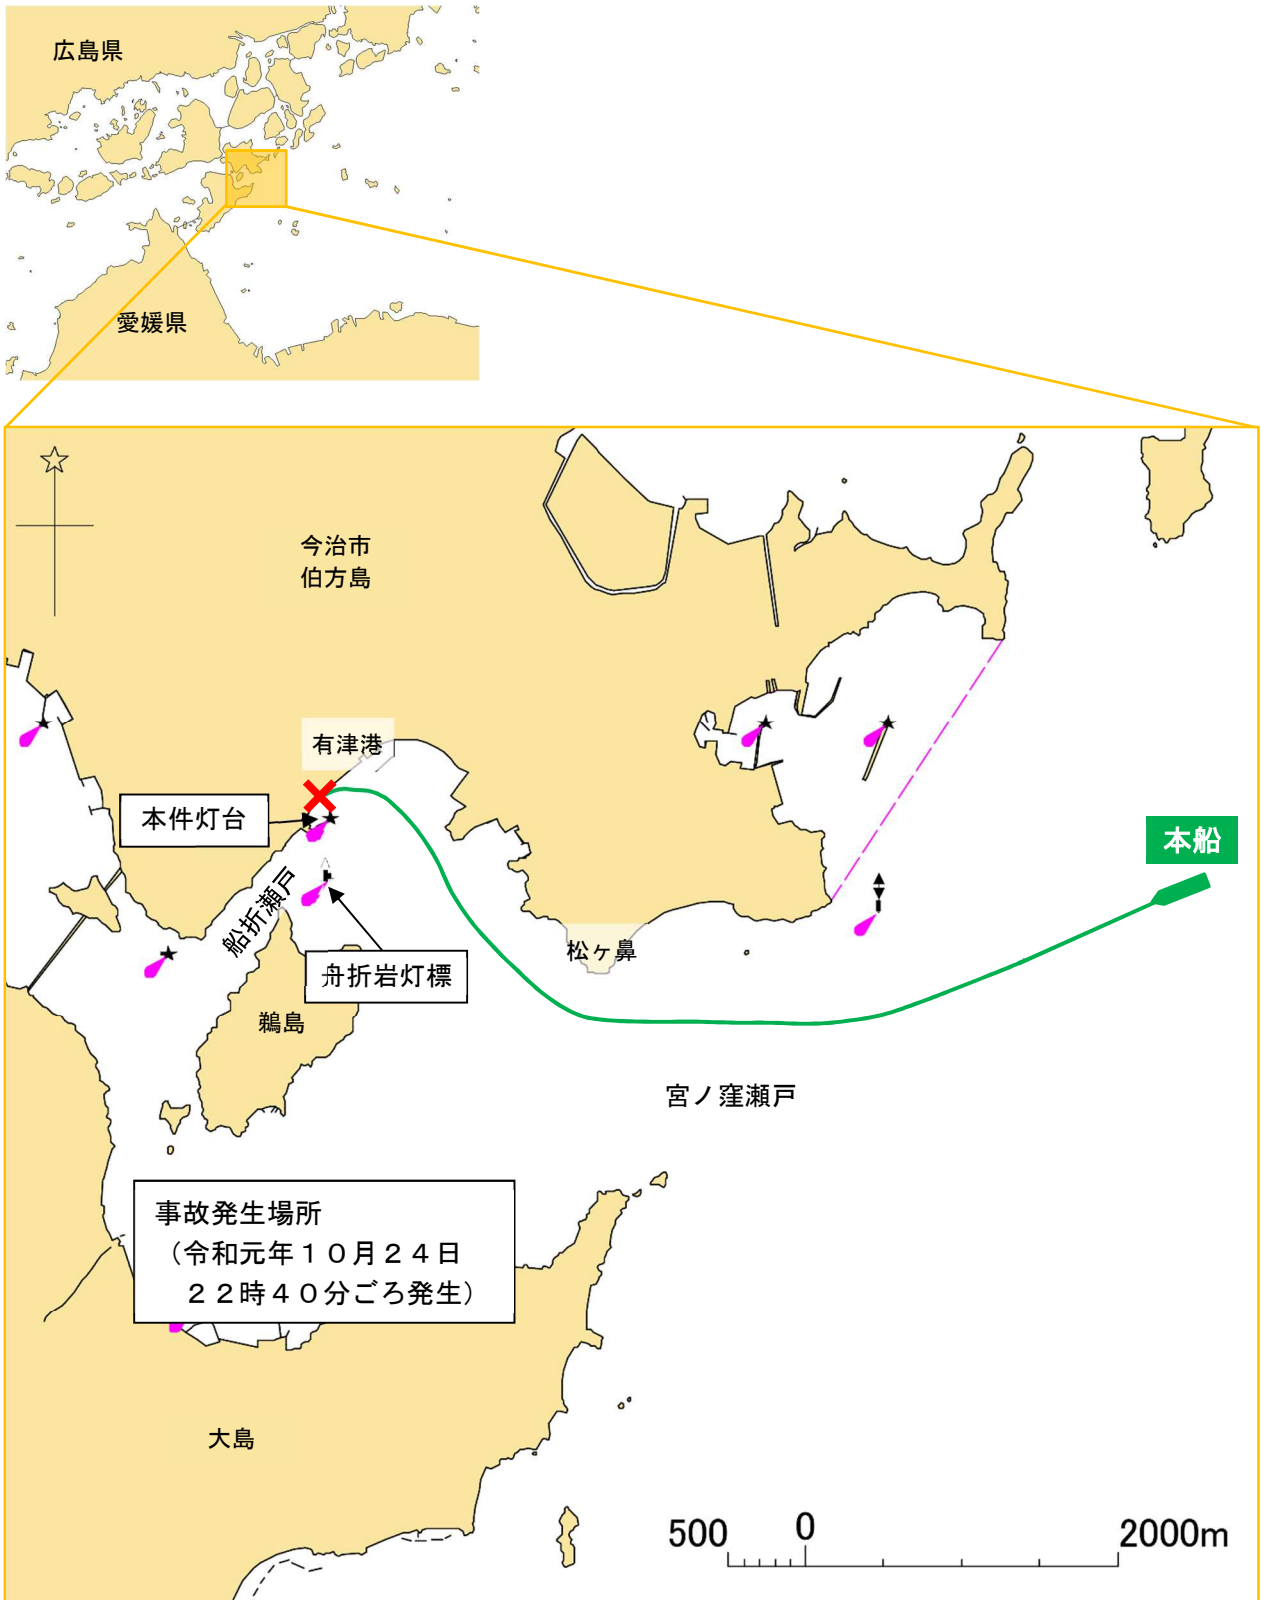 広島県
愛媛県
今治市
伯方島
有津港
本件灯台
本船
船折瀬戸
松ヶ鼻
舟折岩灯標
鵜島
宮ノ窪瀬戸
事故発生場所
（令和元年１０月２４日
２２時４０分ごろ発生）
大島
500 0 2000m